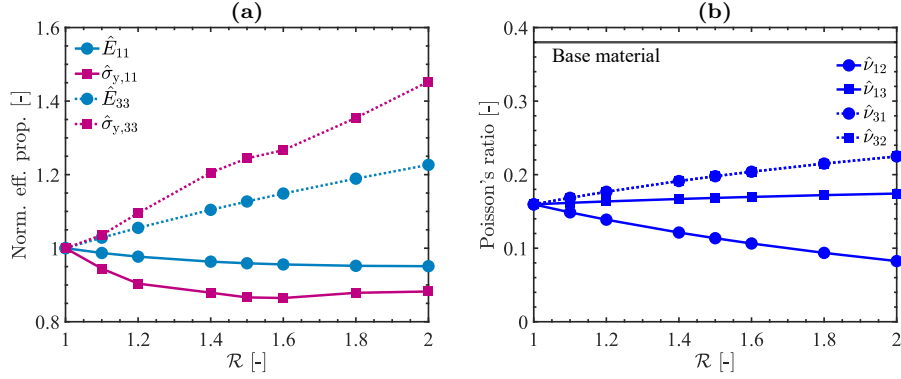 (a)
Norm. eff. prop. [-]
1.6
1.4
1.2
1
0.8
Ê11
σ̂y,11
Ê33
σ̂y,33
1 1.2 1.4 1.6 1.8 2
ℛ [-]
(b)
Poisson's ratio [-]
0.4
0.3
0.2
0.1
0
Base material
ν̂12
ν̂13
ν̂31
ν̂32
1 1.2 1.4 1.6 1.8 2
ℛ [-]